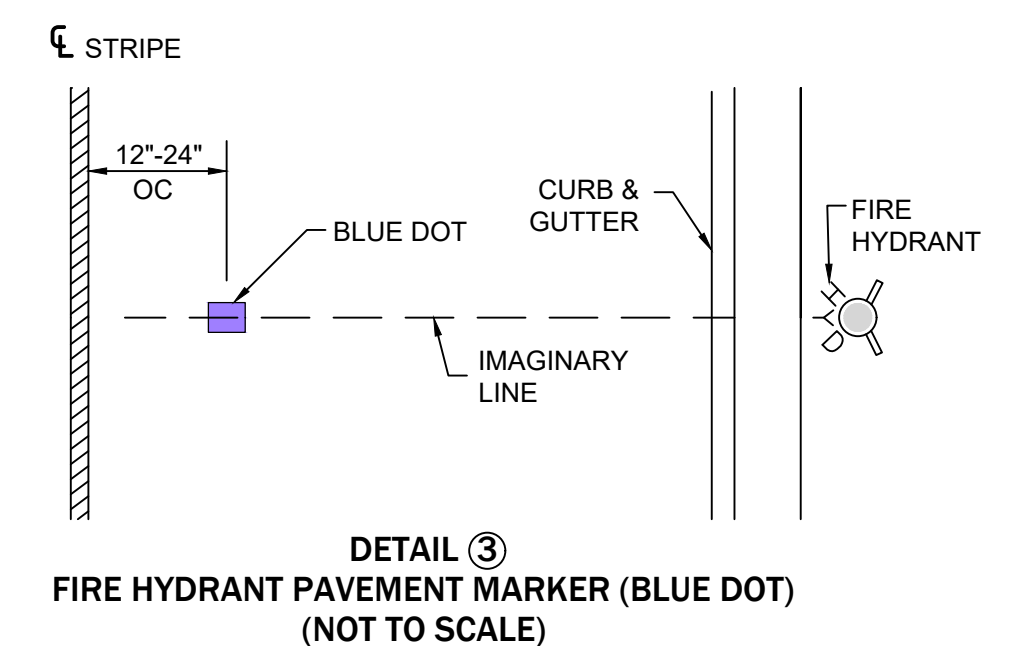 ℄ STRIPE
12"-24"
OC
BLUE DOT
CURB &
GUTTER
FIRE
HYDRANT
HYD
IMAGINARY
LINE
DETAIL ③
FIRE HYDRANT PAVEMENT MARKER (BLUE DOT)
(NOT TO SCALE)